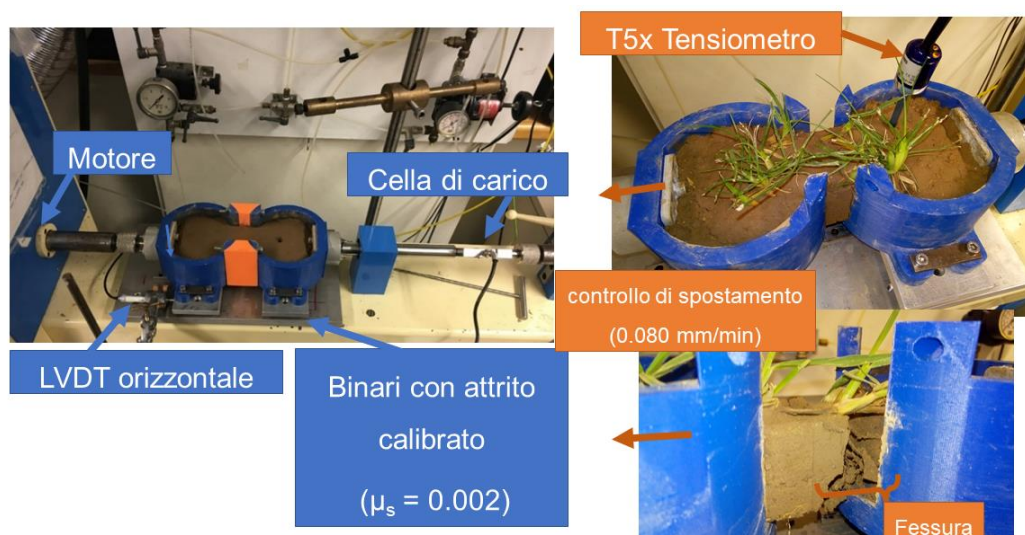 Motore
Cella di carico
T5x Tensiometro
LVDT orizzontale
Binari con attrito
calibrato
(μs = 0.002)
controllo di spostamento
(0.080 mm/min)
Fessura